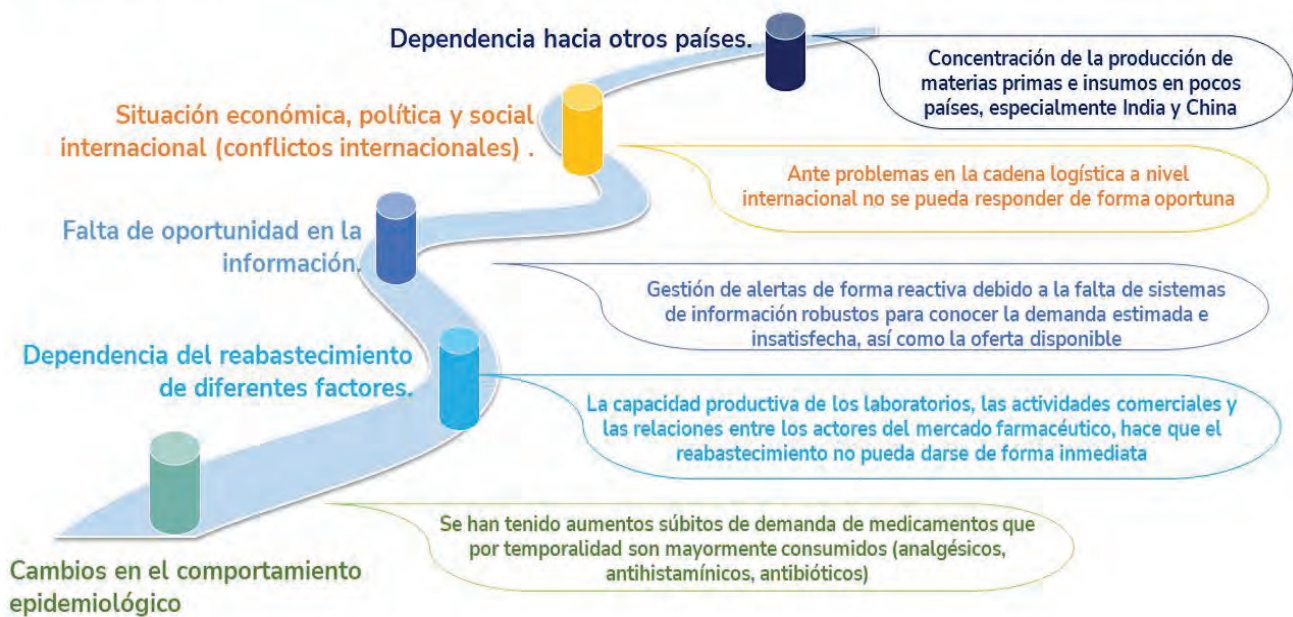 Dependencia hacia otros países.
Concentración de la producción de
materias primas e insumos en pocos
países, especialmente India y China
Situación económica, política y social
internacional (conflictos internacionales) .
Ante problemas en la cadena logística a nivel
internacional no se pueda responder de forma oportuna
Falta de oportunidad en la
información.
Gestión de alertas de forma reactiva debido a la falta de sistemas
de información robustos para conocer la demanda estimada e
insatisfecha, así como la oferta disponible
Dependencia del reabastecimiento
de diferentes factores.
La capacidad productiva de los laboratorios, las actividades comerciales y
las relaciones entre los actores del mercado farmacéutico, hace que el
reabastecimiento no pueda darse de forma inmediata
Se han tenido aumentos súbitos de demanda de medicamentos que
por temporalidad son mayormente consumidos (analgésicos,
antihistamínicos, antibióticos)
Cambios en el comportamiento
epidemiológico